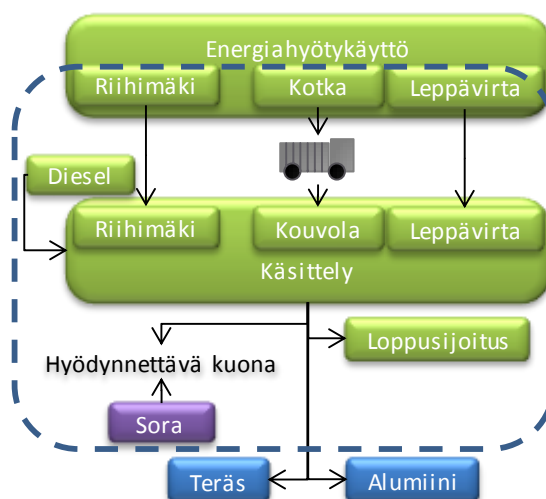 Energiahyötykäyttö
Riihimäki Kotka Leppävirta
Diesel
Riihimäki Kouvola Leppävirta
Käsittely
Loppusijoitus
Hyödynnettävä kuona
Sora
Teräs Alumiini